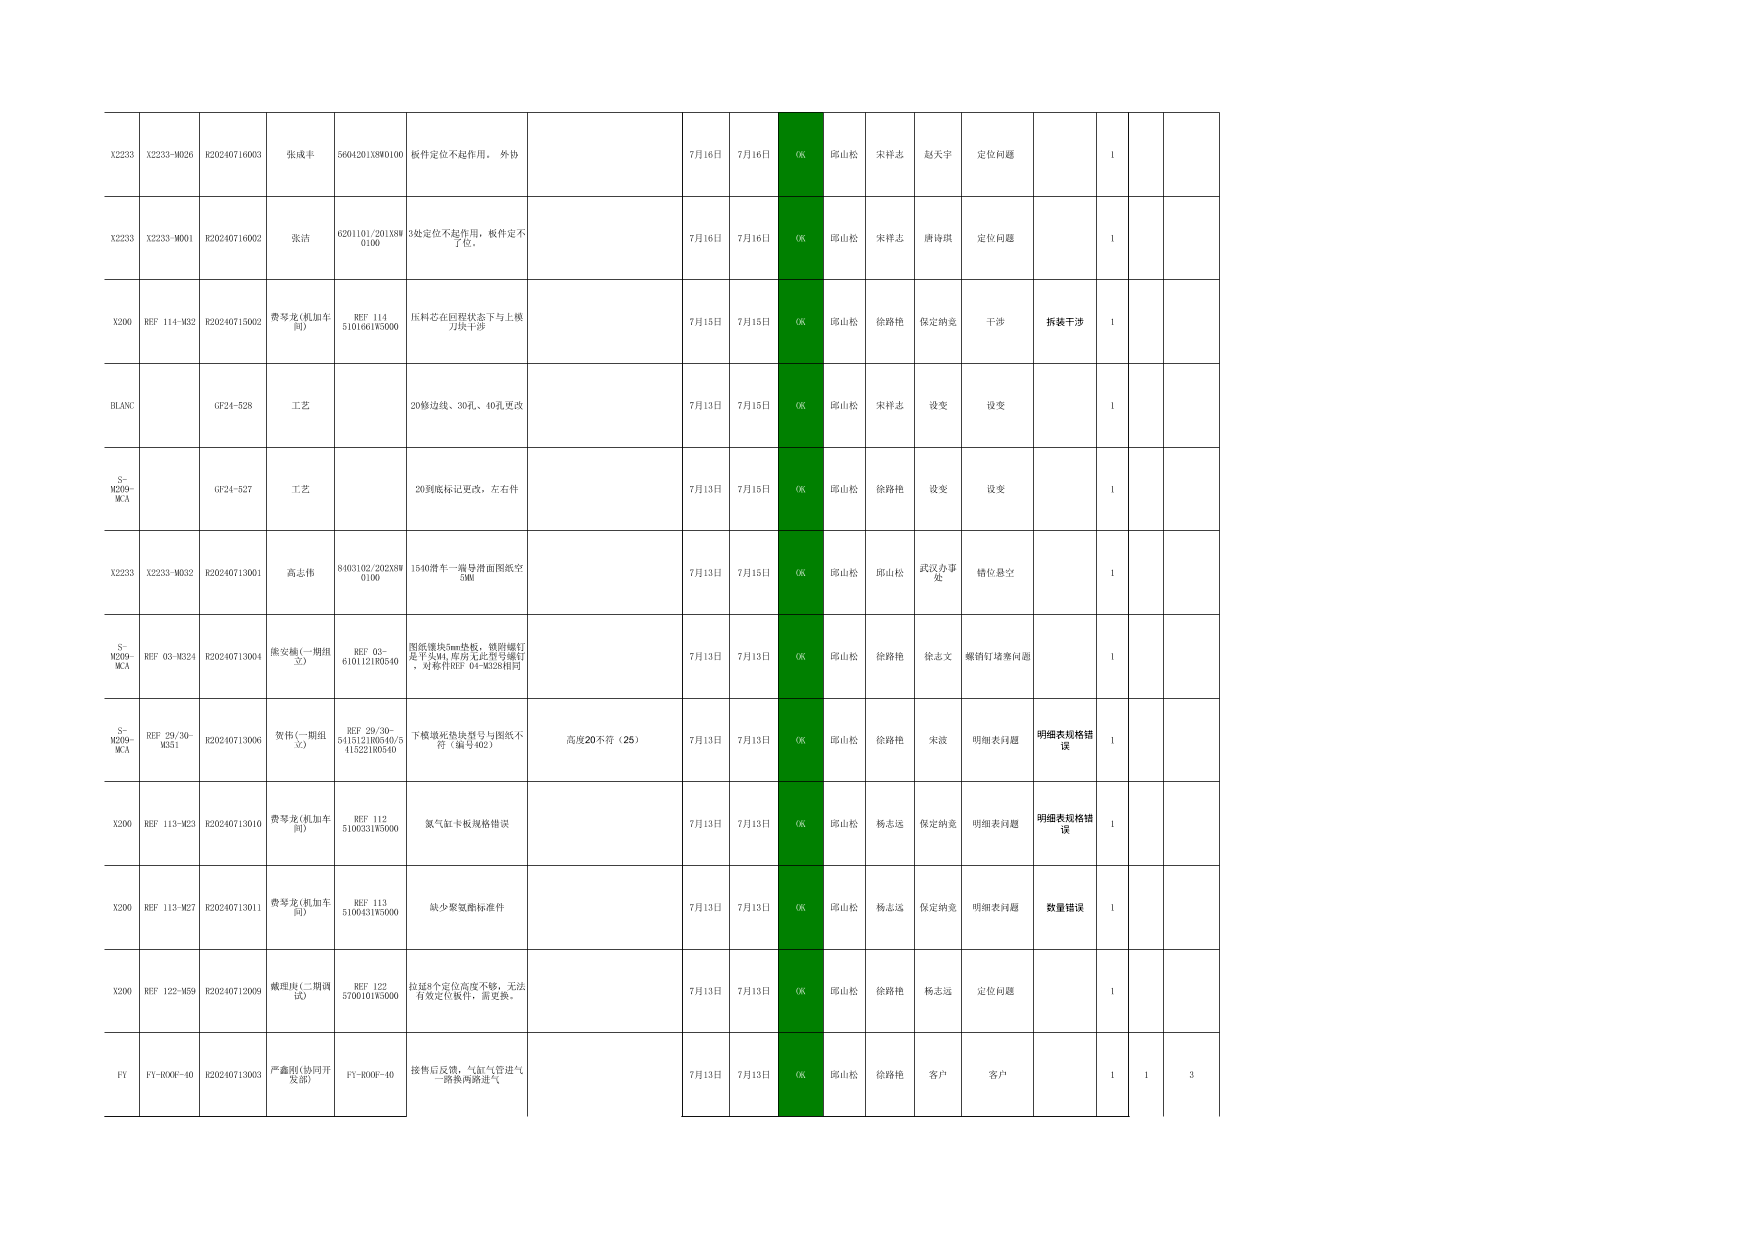 X2233 X2233-M026 R20240716003 张成丰 5604201X8W0100 板件定位不起作用。 外协 7月16日 7月16日 OK 邱山松 宋祥志 赵天宇 定位问题 1
X2233 X2233-M001 R20240716002 张洁 6201101/201X8W0100 3处定位不起作用，板件定不了位。 7月16日 7月16日 OK 邱山松 宋祥志 唐诗琪 定位问题 1
X200 REF 114-M32 R20240715002 费琴龙(机加车间) REF 114 5101661W5000 压料芯在回程状态下与上模刀块干涉 7月15日 7月15日 OK 邱山松 徐路艳 保定纳竞 干涉 拆装干涉 1
BLANC GF24-528 工艺 20修边线、30孔、40孔更改 7月13日 7月15日 OK 邱山松 宋祥志 设变 设变 1
S-M209-MCA GF24-527 工艺 20到底标记更改，左右件 7月13日 7月15日 OK 邱山松 徐路艳 设变 设变 1
X2233 X2233-M032 R20240713001 高志伟 8403102/202X8W0100 1540滑车一端导滑面图纸空5MM 7月13日 7月15日 OK 邱山松 邱山松 武汉办事处 错位悬空 1
S-M209-MCA REF 03-M324 R20240713004 熊安楠(一期组立) REF 03-6101121R0540 图纸镶块5mm垫板，锁附螺钉是平头M4,库房无此型号螺钉，对称件REF 04-M328相同 7月13日 7月13日 OK 邱山松 徐路艳 徐志文 螺销钉堵塞问题 1
S-M209-MCA REF 29/30-M351 R20240713006 贺伟(一期组立) REF 29/30-5415121R0540/5415221R0540 下模墩死垫块型号与图纸不符（编号402） 高度20不符（25） 7月13日 7月13日 OK 邱山松 徐路艳 宋波 明细表问题 明细表规格错误 1
X200 REF 113-M23 R20240713010 费琴龙(机加车间) REF 112 5100331W5000 氮气缸卡板规格错误 7月13日 7月13日 OK 邱山松 杨志远 保定纳竞 明细表问题 明细表规格错误 1
X200 REF 113-M27 R20240713011 费琴龙(机加车间) REF 113 5100431W5000 缺少聚氨酯标准件 7月13日 7月13日 OK 邱山松 杨志远 保定纳竞 明细表问题 数量错误 1
X200 REF 122-M59 R20240712009 戴理庚(二期调试) REF 122 5700101W5000 拉延8个定位高度不够，无法有效定位板件，需更换。 7月13日 7月13日 OK 邱山松 徐路艳 杨志远 定位问题 1
FY FY-ROOF-40 R20240713003 严鑫刚(协同开发部) FY-ROOF-40 接售后反馈，气缸气管进气一路换两路进气 7月13日 7月13日 OK 邱山松 徐路艳 客户 客户 1 1 3